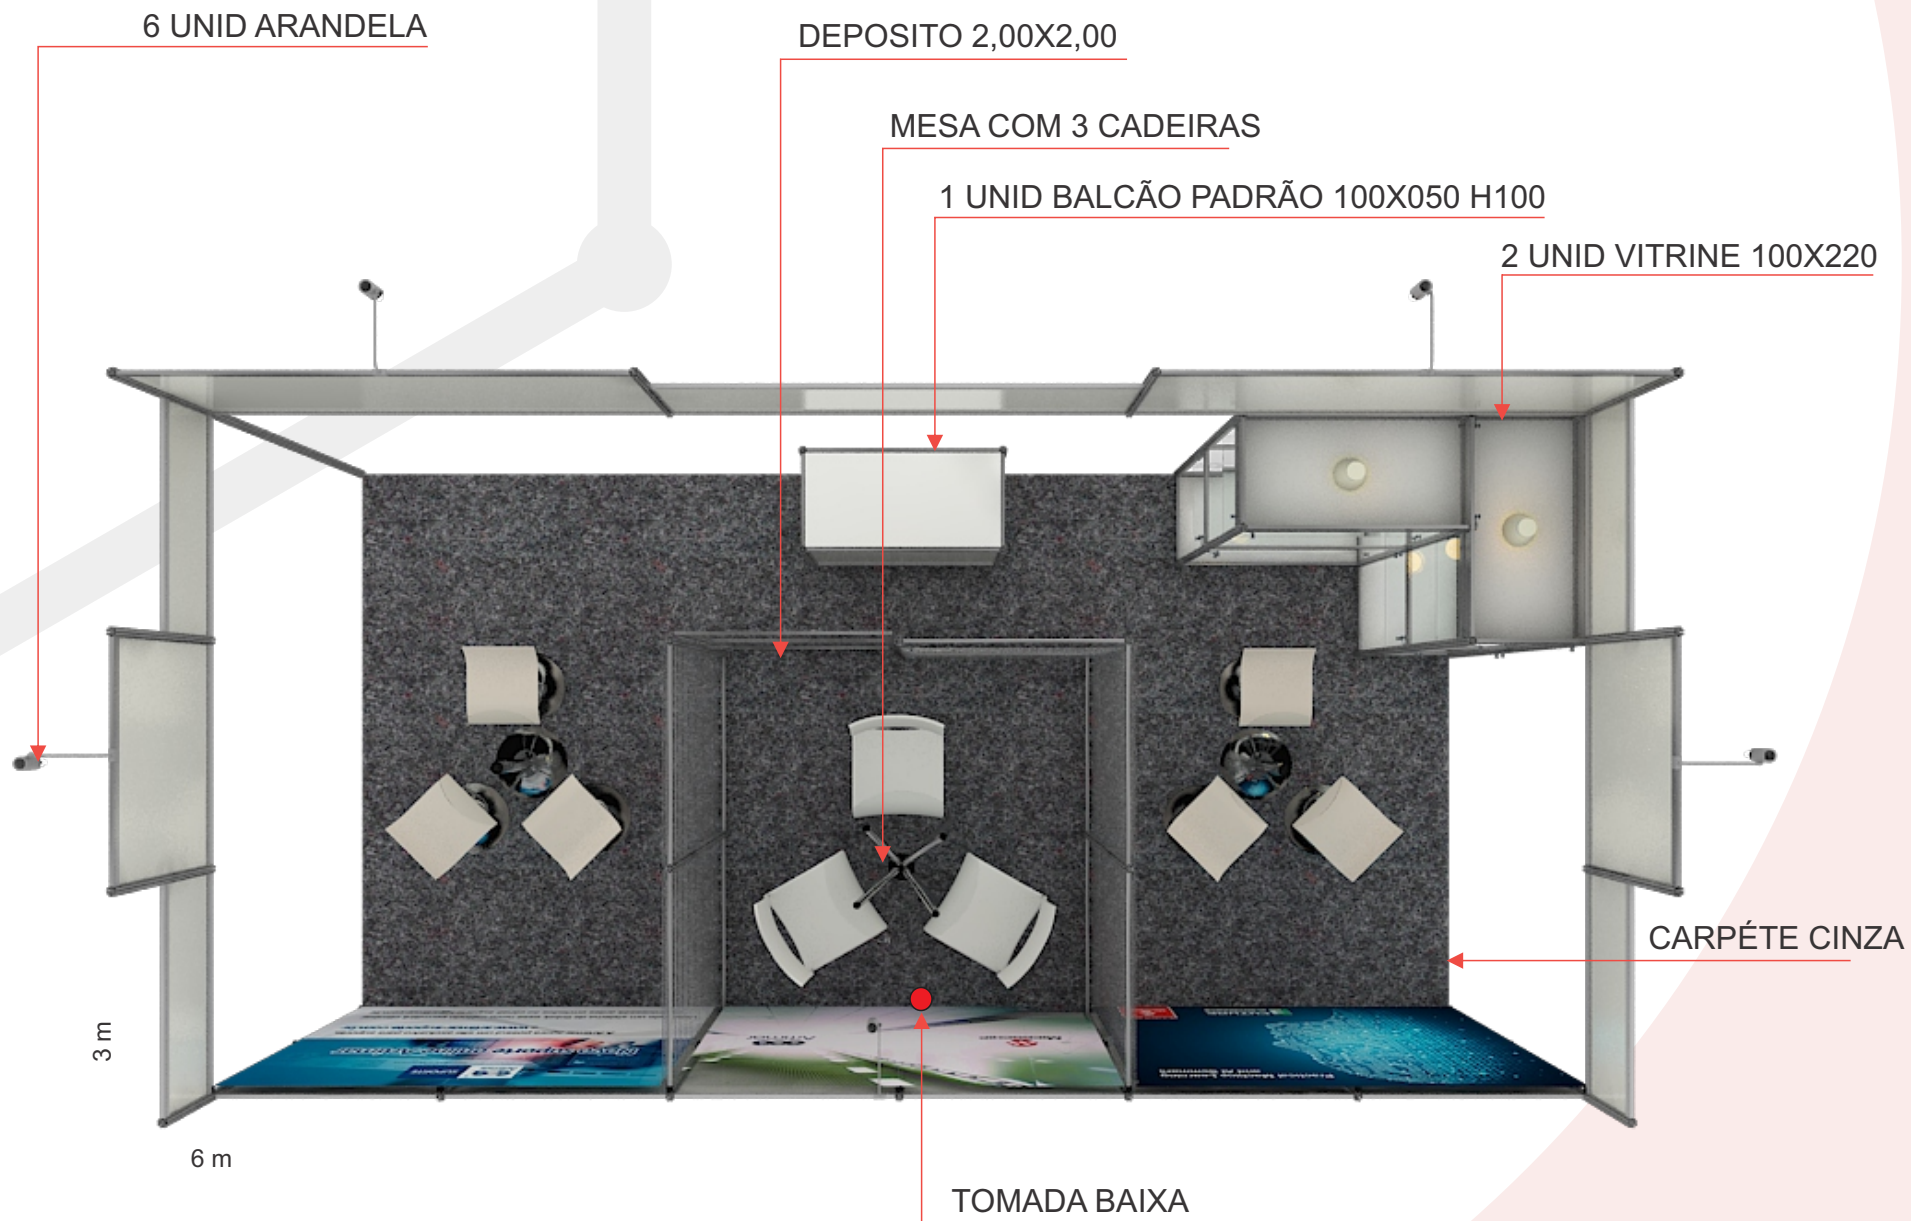 6 UNID ARANDELA
DEPOSITO 2,00X2,00
MESA COM 3 CADEIRAS
1 UNID BALCÃO PADRÃO 100X050 H100
2 UNID VITRINE 100X220
CARPÉTE CINZA
3 m
6 m
TOMADA BAIXA